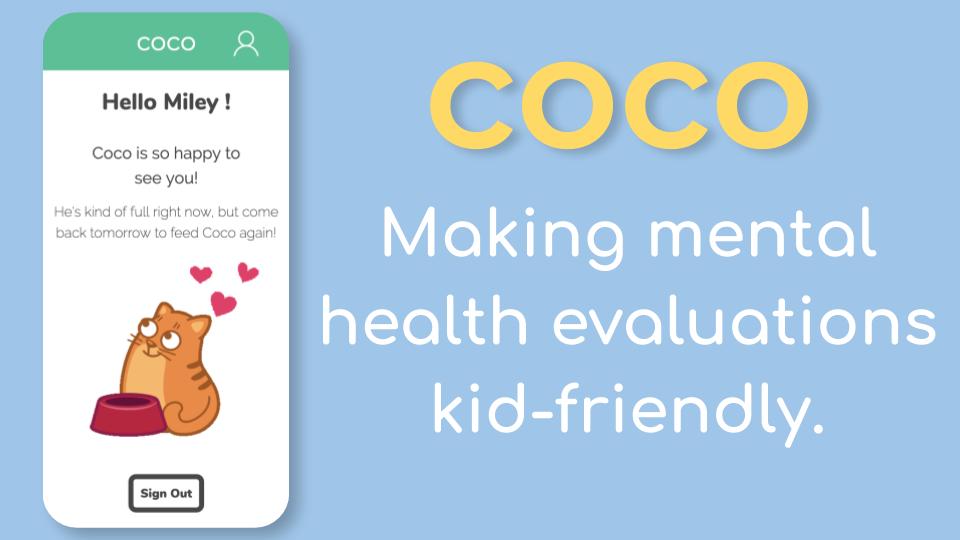 COCO
Hello Miley !
Coco is so happy to
see you!
He's kind of full right now, but come
back tomorrow to feed Coco again!
Sign Out
COCO
Making mental
health evaluations
kid-friendly.